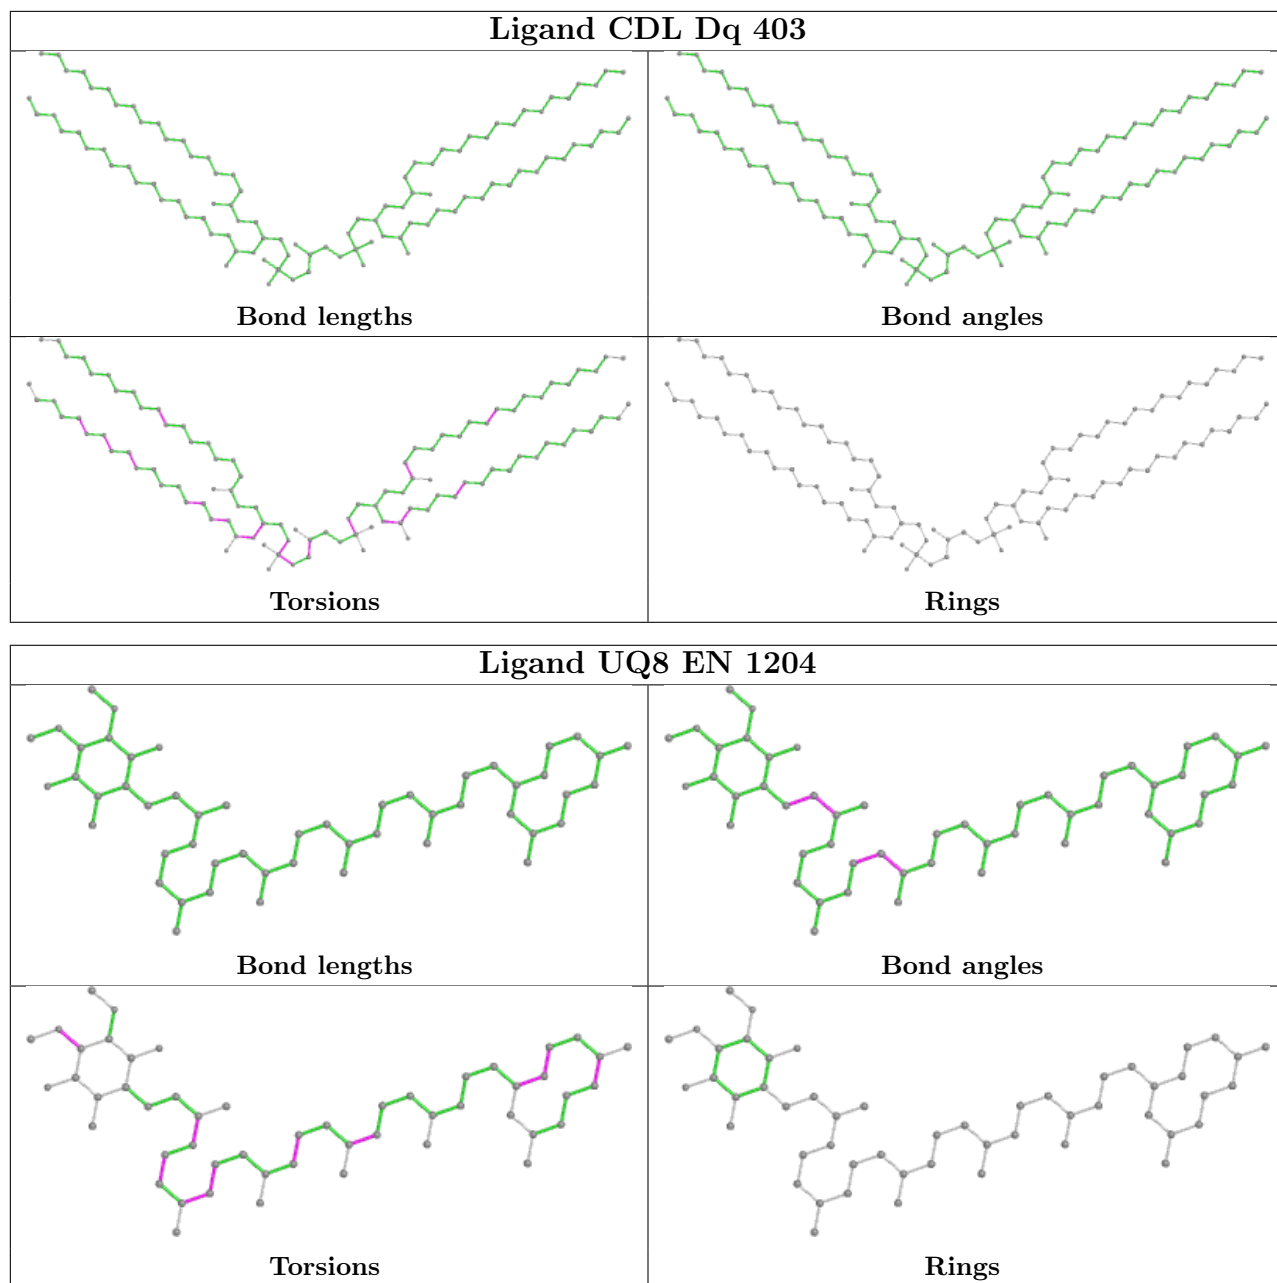 Ligand CDL Dq 403
Bond lengths
Bond angles
Torsions
Rings
Ligand UQ8 EN 1204
Bond lengths
Bond angles
Torsions
Rings